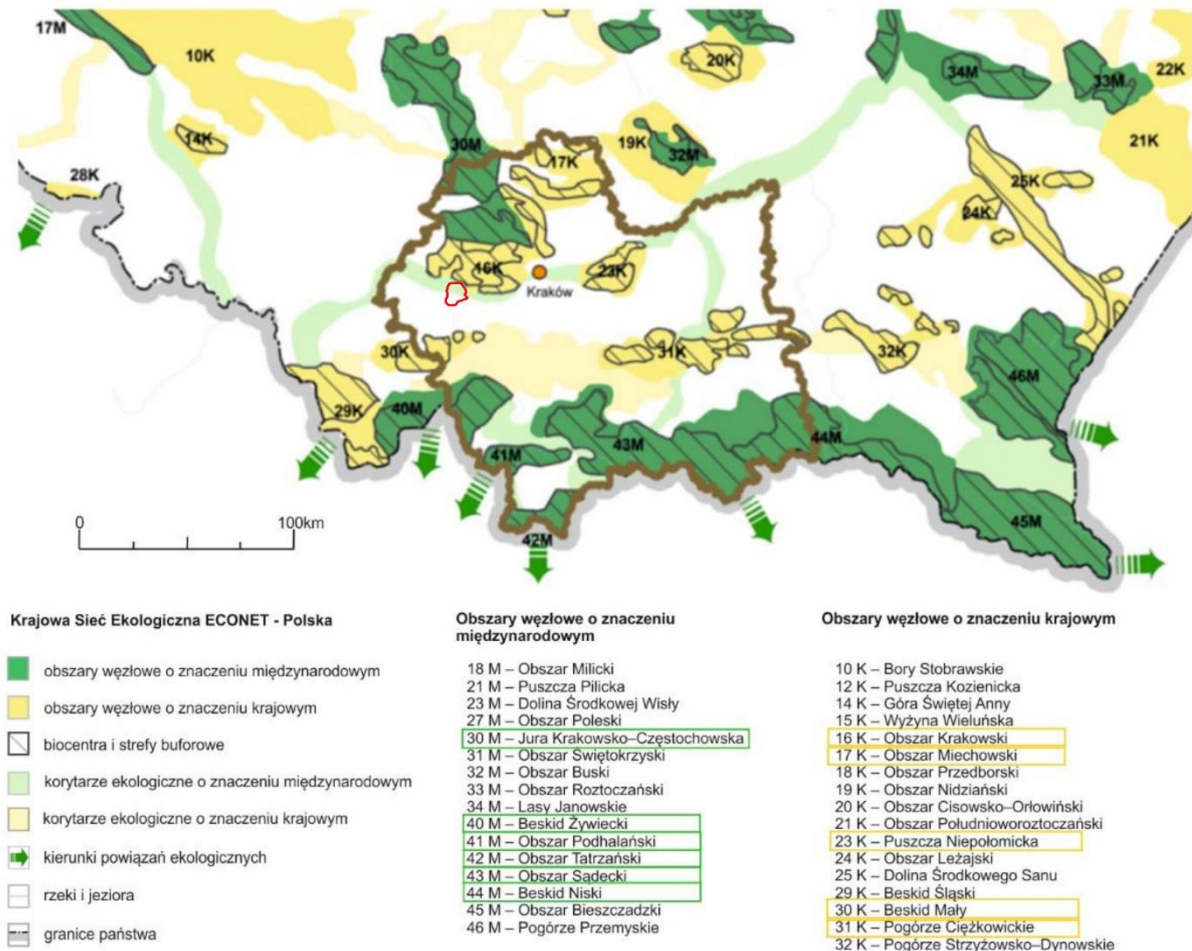 17M
10K
20K
34M
33M
22K
14K
30M
17K
19K
32M
21K
28K
25K
24K
16K
23K
Kraków
30K
31K
32K
46M
29K
40M
41M
43M
44M
45M
42M
0
100km
Krajowa Sieć Ekologiczna ECONET - Polska
obszary węzłowe o znaczeniu międzynarodowym
obszary węzłowe o znaczeniu krajowym
biocentra i strefy buforowe
korytarze ekologiczne o znaczeniu międzynarodowym
korytarze ekologiczne o znaczeniu krajowym
kierunki powiązań ekologicznych
rzeki i jeziora
granice państwa
Obszary węzłowe o znaczeniu
międzynarodowym
18 M – Obszar Milicki
21 M – Puszcza Pilicka
23 M – Dolina Środkowej Wisły
27 M – Obszar Poleski
30 M – Jura Krakowsko–Częstochowska
31 M – Obszar Świętokrzyski
32 M – Obszar Buski
33 M – Obszar Roztoczański
34 M – Lasy Janowskie
40 M – Beskid Żywiecki
41 M – Obszar Podhalański
42 M – Obszar Tatrzański
43 M – Obszar Sądecki
44 M – Beskid Niski
45 M – Obszar Bieszczadzki
46 M – Pogórze Przemyskie
Obszary węzłowe o znaczeniu krajowym
10 K – Bory Stobrawskie
12 K – Puszcza Kozienicka
14 K – Góra Świętej Anny
15 K – Wyżyna Wieluńska
16 K – Obszar Krakowski
17 K – Obszar Miechowski
18 K – Obszar Przedborski
19 K – Obszar Nidziański
20 K – Obszar Cisowsko–Orłowiński
21 K – Obszar Południoworoztoczański
23 K – Puszcza Niepołomicka
24 K – Obszar Leżajski
25 K – Dolina Środkowego Sanu
29 K – Beskid Śląski
30 K – Beskid Mały
31 K – Pogórze Ciężkowickie
32 K – Pogórze Strzyżowsko–Dynowskie